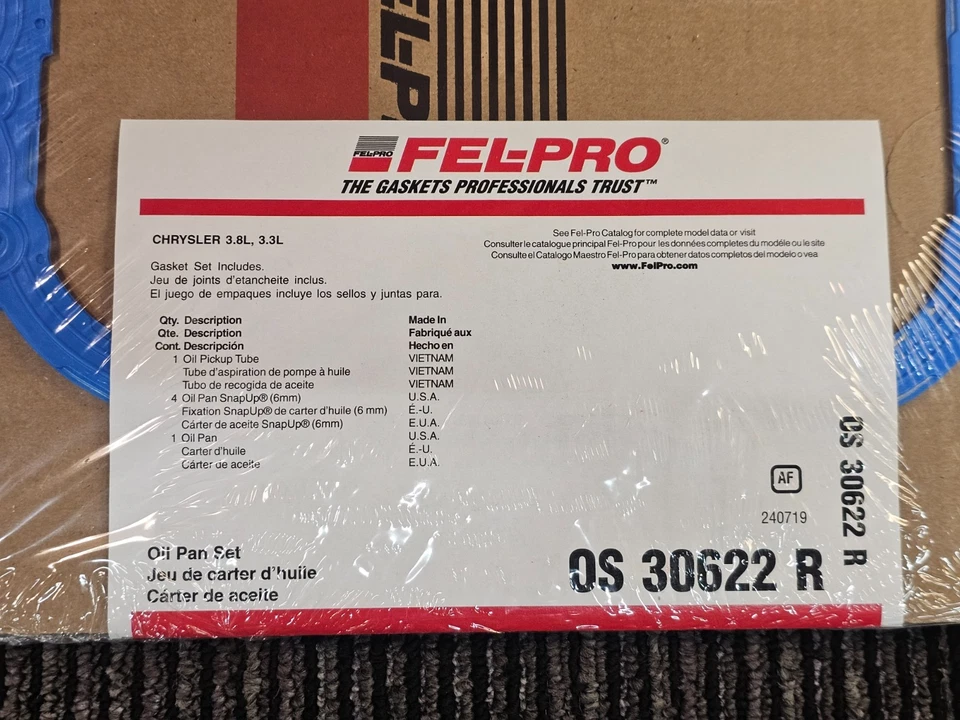 FEL-P
FEL-PRO
FEL-PRO®
THE GASKETS PROFESSIONALS TRUST™
CHRYSLER 3.8L, 3.3L
See Fel-Pro Catalog for complete model data or visit
Consulter le catalogue principal Fel-Pro pour les données completes du modéle ou le site
Consulte el Catalogo Maestro Fel-Pro para obtener datos completos del modelo o vea
www.FelPro.com
Gasket Set Includes.
Jeu de joints d'etancheite inclus.
El juego de empaques incluye los sellos y juntas para.
Qty. Description Made In
Qte. Description Fabriqué aux
Cont. Descripción Hecho en
1 Oil Pickup Tube VIETNAM
Tube d'aspiration de pompe à huile VIETNAM
Tubo de recogida de aceite VIETNAM
4 Oil Pan SnapUp® (6mm) U.S.A.
Fixation SnapUp® de carter d'huile (6 mm) É.-U.
Cárter de aceite SnapUp® (6mm) E.U.A.
1 Oil Pan U.S.A.
Carter d'huile É.-U.
Cárter de aceite E.U.A.
AF
240719
OS 30622 R
Oil Pan Set
Jeu de carter d'huile
Cárter de aceite
OS 30622 R